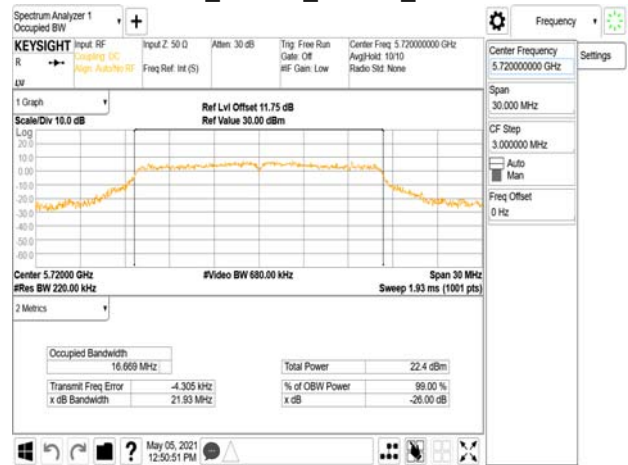 Spectrum Analyzer 1
Occupied BW
Frequency
KEYSIGHT
Input: RF
Coupling: DC
Align: Auto/No RF
Input Z: 50 Ω
Freq Ref: Int (S)
Atten: 30 dB
Trig: Free Run
Gate: Off
#IF Gain: Low
Center Freq: 5.720000000 GHz
Avg|Hold: 10/10
Radio Std: None
R
Center Frequency
5.720000000 GHz
Settings
Span
30.000 MHz
CF Step
3.000000 MHz
Auto
Man
Freq Offset
0 Hz
1 Graph
Scale/Div 10.0 dB
Ref Lvl Offset 11.75 dB
Ref Value 30.00 dBm
Log
20.0
10.0
0.00
-10.0
-20.0
-30.0
-40.0
-50.0
-60.0
Center 5.72000 GHz
#Res BW 220.00 kHz
#Video BW 680.00 kHz
Span 30 MHz
Sweep 1.93 ms (1001 pts)
2 Metrics
Occupied Bandwidth
16.669 MHz
Total Power 22.4 dBm
Transmit Freq Error -4.305 kHz
% of OBW Power 99.00 %
x dB Bandwidth 21.93 MHz
x dB -26.00 dB
May 05, 2021
12:50:51 PM